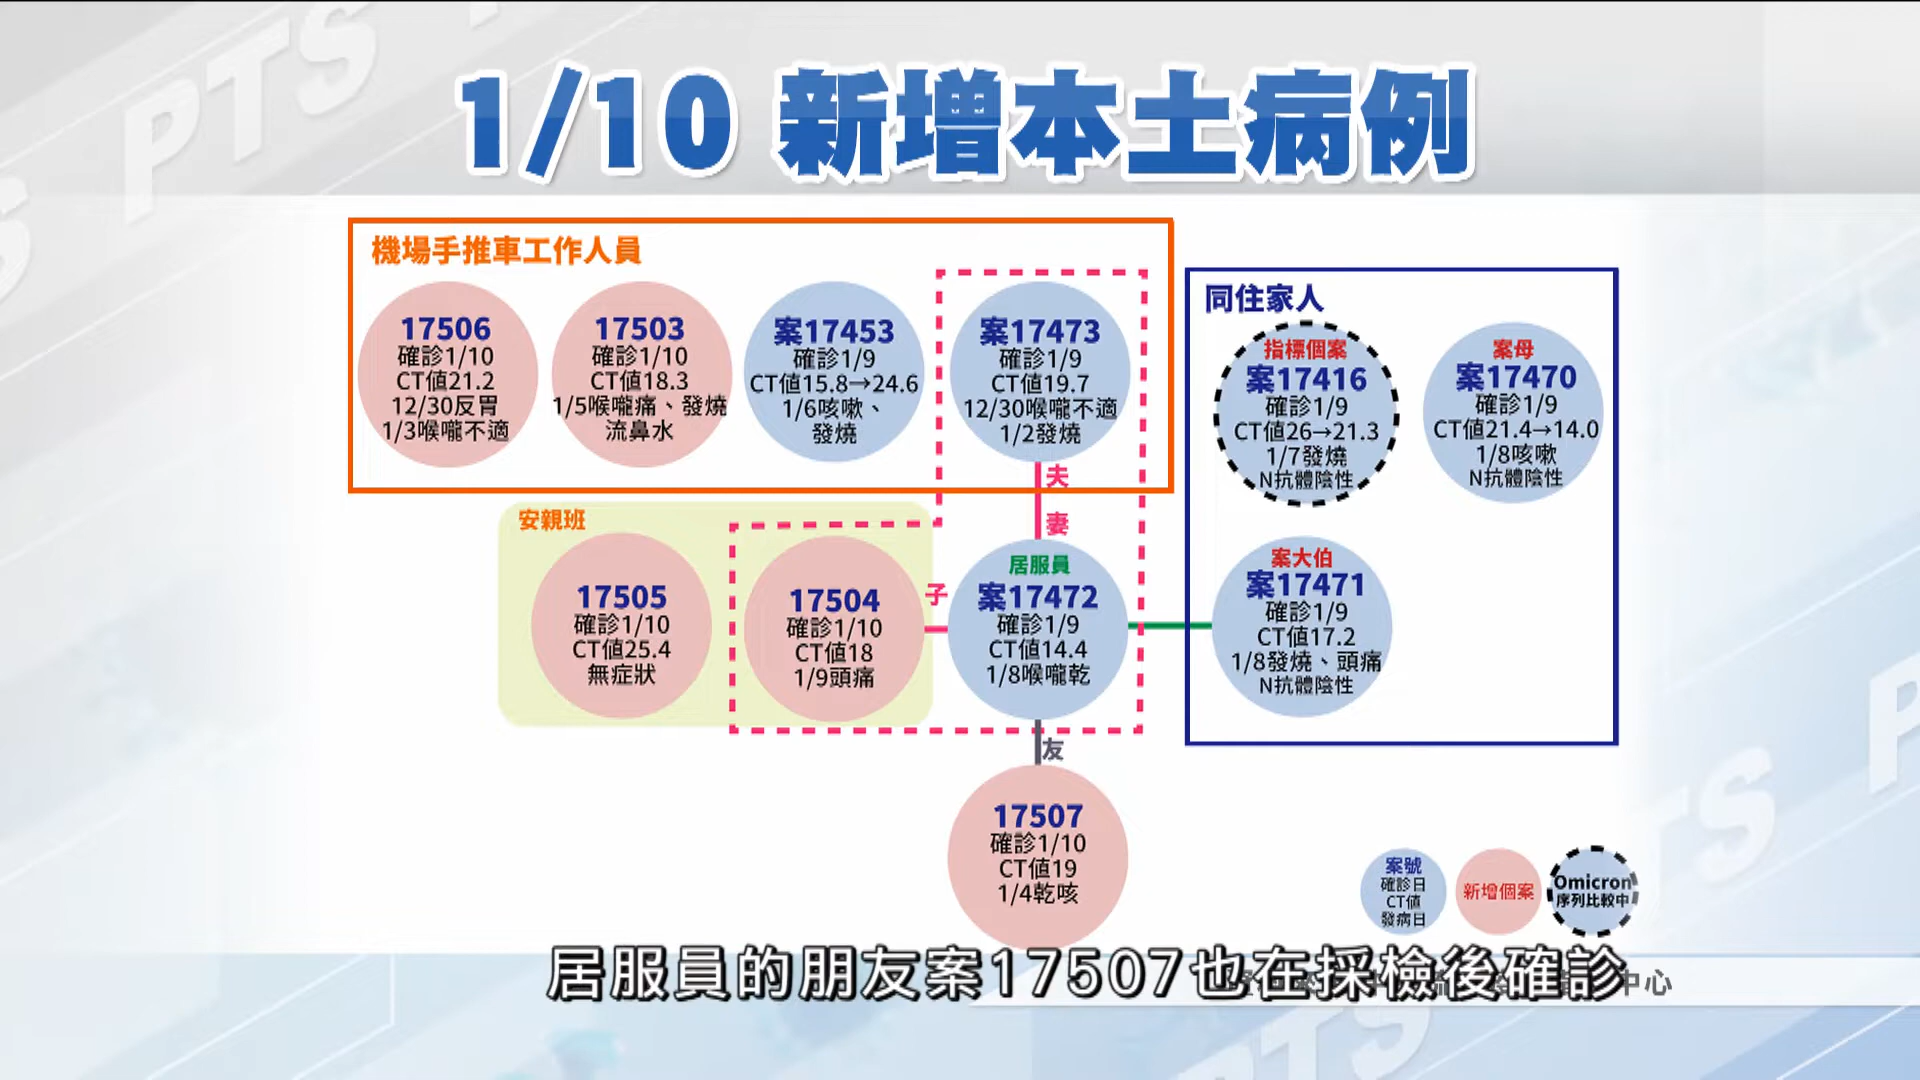 PTS
1/10 新增本土病例
機場手推車工作人員
17506
確診1/10
CT值21.2
12/30反胃
1/3喉嚨不適
17503
確診1/10
CT值18.3
1/5喉嚨痛、發燒
流鼻水
案17453
確診1/9
CT值15.8→24.6
1/6咳嗽、
發燒
案17473
確診1/9
CT值19.7
12/30喉嚨不適
1/2發燒
夫
妻
同住家人
指標個案
案17416
確診1/9
CT值26→21.3
1/7發燒
N抗體陰性
案母
案17470
確診1/9
CT值21.4→14.0
1/8咳嗽
N抗體陰性
安親班
17505
確診1/10
CT值25.4
無症狀
17504
確診1/10
CT值18
1/9頭痛
子
居服員
案17472
確診1/9
CT值14.4
1/8喉嚨乾
案大伯
案17471
確診1/9
CT值17.2
1/8發燒、頭痛
N抗體陰性
友
17507
確診1/10
CT值19
1/4乾咳
案號
確診日
CT值
發病日
新增個案
Omicron
序列比較中
居服員的朋友案17507也在採檢後確診
中心
PTS
PTS